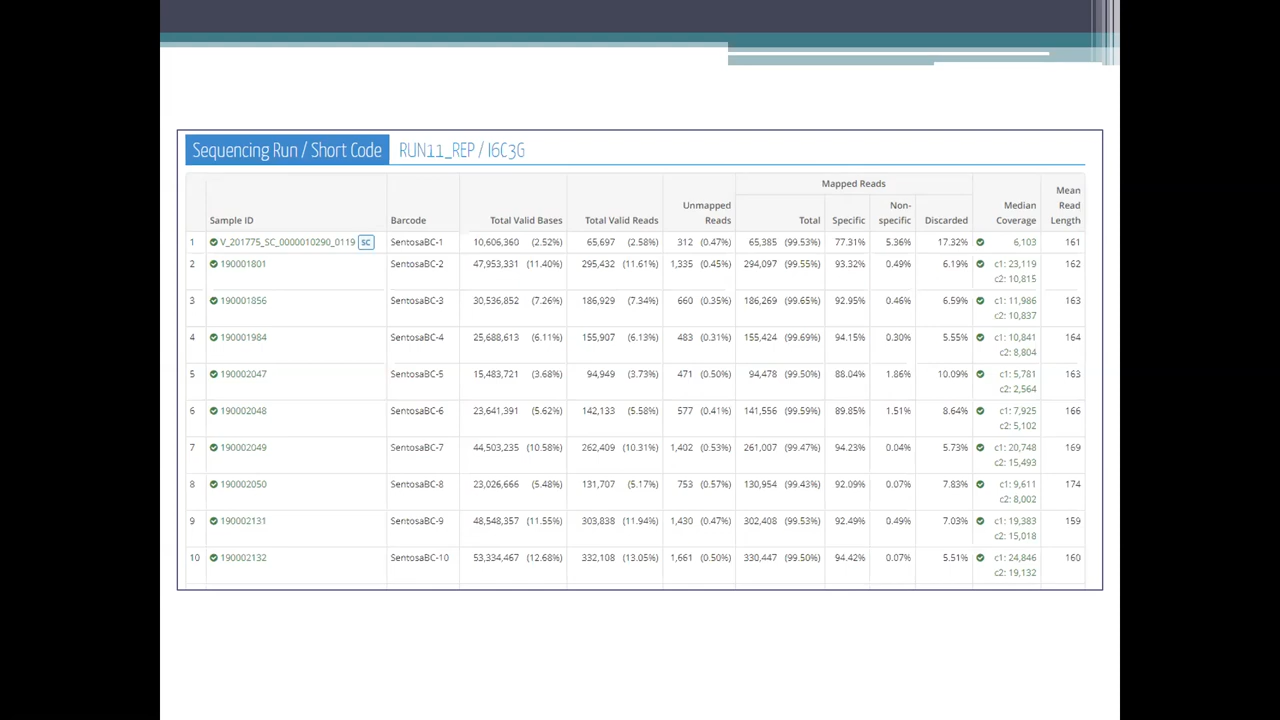 Sequencing Run / Short Code RUN11_REP / I6C3G
Mapped Reads
Sample ID Barcode Total Valid Bases Total Valid Reads Unmapped Reads Total Specific Non-specific Discarded Median Coverage Mean Read Length
1 V_201775_SC_0000010290_0119 SC SentosaBC-1 10,606,360 (2.52%) 65,697 (2.58%) 312 (0.47%) 65,385 (99.53%) 77.31% 5.36% 17.32% 6,103 161
2 190001801 SentosaBC-2 47,953,331 (11.40%) 295,432 (11.61%) 1,335 (0.45%) 294,097 (99.55%) 93.32% 0.49% 6.19% c1: 23,119 162
c2: 10,815
3 190001856 SentosaBC-3 30,536,852 (7.26%) 186,929 (7.34%) 660 (0.35%) 186,269 (99.65%) 92.95% 0.46% 6.59% c1: 11,986 163
c2: 10,837
4 190001984 SentosaBC-4 25,688,613 (6.11%) 155,907 (6.13%) 483 (0.31%) 155,424 (99.69%) 94.15% 0.30% 5.55% c1: 10,841 164
c2: 8,804
5 190002047 SentosaBC-5 15,483,721 (3.68%) 94,949 (3.73%) 471 (0.50%) 94,478 (99.50%) 88.04% 1.86% 10.09% c1: 5,781 163
c2: 2,564
6 190002048 SentosaBC-6 23,641,391 (5.62%) 142,133 (5.58%) 577 (0.41%) 141,556 (99.59%) 89.85% 1.51% 8.64% c1: 7,925 166
c2: 5,102
7 190002049 SentosaBC-7 44,503,235 (10.58%) 262,409 (10.31%) 1,402 (0.53%) 261,007 (99.47%) 94.23% 0.04% 5.73% c1: 20,748 169
c2: 15,493
8 190002050 SentosaBC-8 23,026,666 (5.48%) 131,707 (5.17%) 753 (0.57%) 130,954 (99.43%) 92.09% 0.07% 7.83% c1: 9,611 174
c2: 8,002
9 190002131 SentosaBC-9 48,548,357 (11.55%) 303,838 (11.94%) 1,430 (0.47%) 302,408 (99.53%) 92.49% 0.49% 7.03% c1: 19,383 159
c2: 15,018
10 190002132 SentosaBC-10 53,334,467 (12.68%) 332,108 (13.05%) 1,661 (0.50%) 330,447 (99.50%) 94.42% 0.07% 5.51% c1: 24,846 160
c2: 19,132